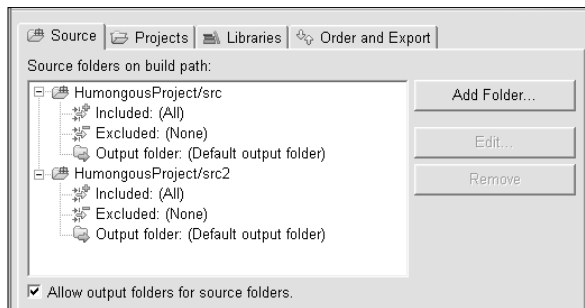 Source Projects Libraries Order and Export
Source folders on build path:
HumongousProject/src
Included: (All)
Excluded: (None)
Output folder: (Default output folder)
HumongousProject/src2
Included: (All)
Excluded: (None)
Output folder: (Default output folder)
Add Folder...
Edit...
Remove
Allow output folders for source folders.